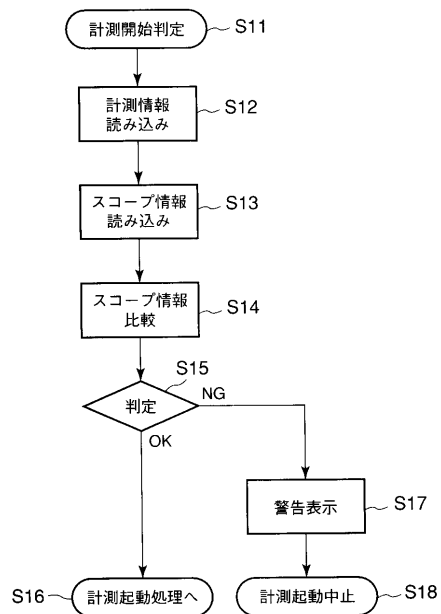 計測開始判定
S11
計測情報
読み込み
S12
スコープ情報
読み込み
S13
スコープ情報
比較
S14
S15
判定
NG
OK
警告表示
S17
S16
計測起動処理へ
計測起動中止
S18